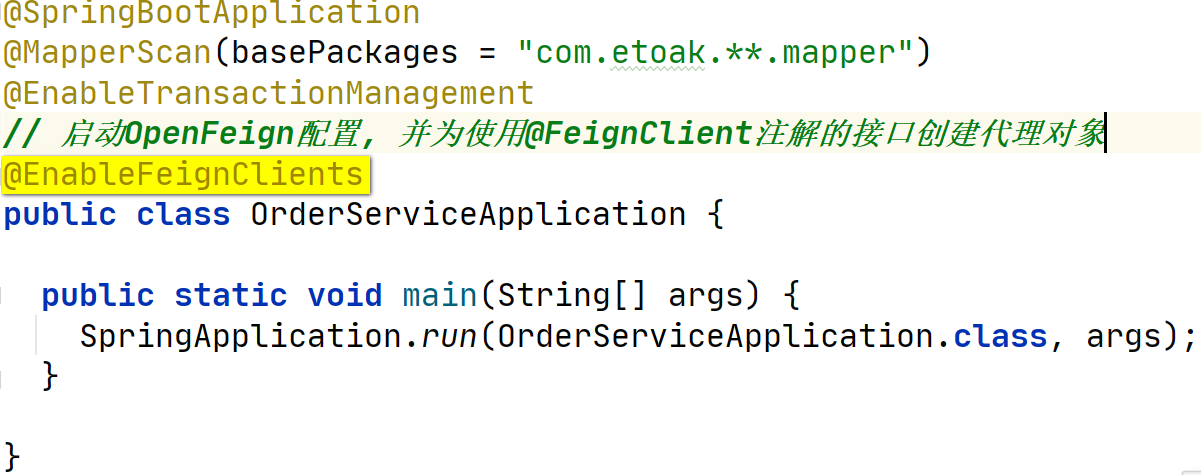 @SpringBootApplication
@MapperScan(basePackages = "com.etoak.**.mapper")
@EnableTransactionManagement
// 启动OpenFeign配置, 并为使用@FeignClient注解的接口创建代理对象
@EnableFeignClients
public class OrderServiceApplication {
public static void main(String[] args) {
SpringApplication.run(OrderServiceApplication.class, args);
}
}